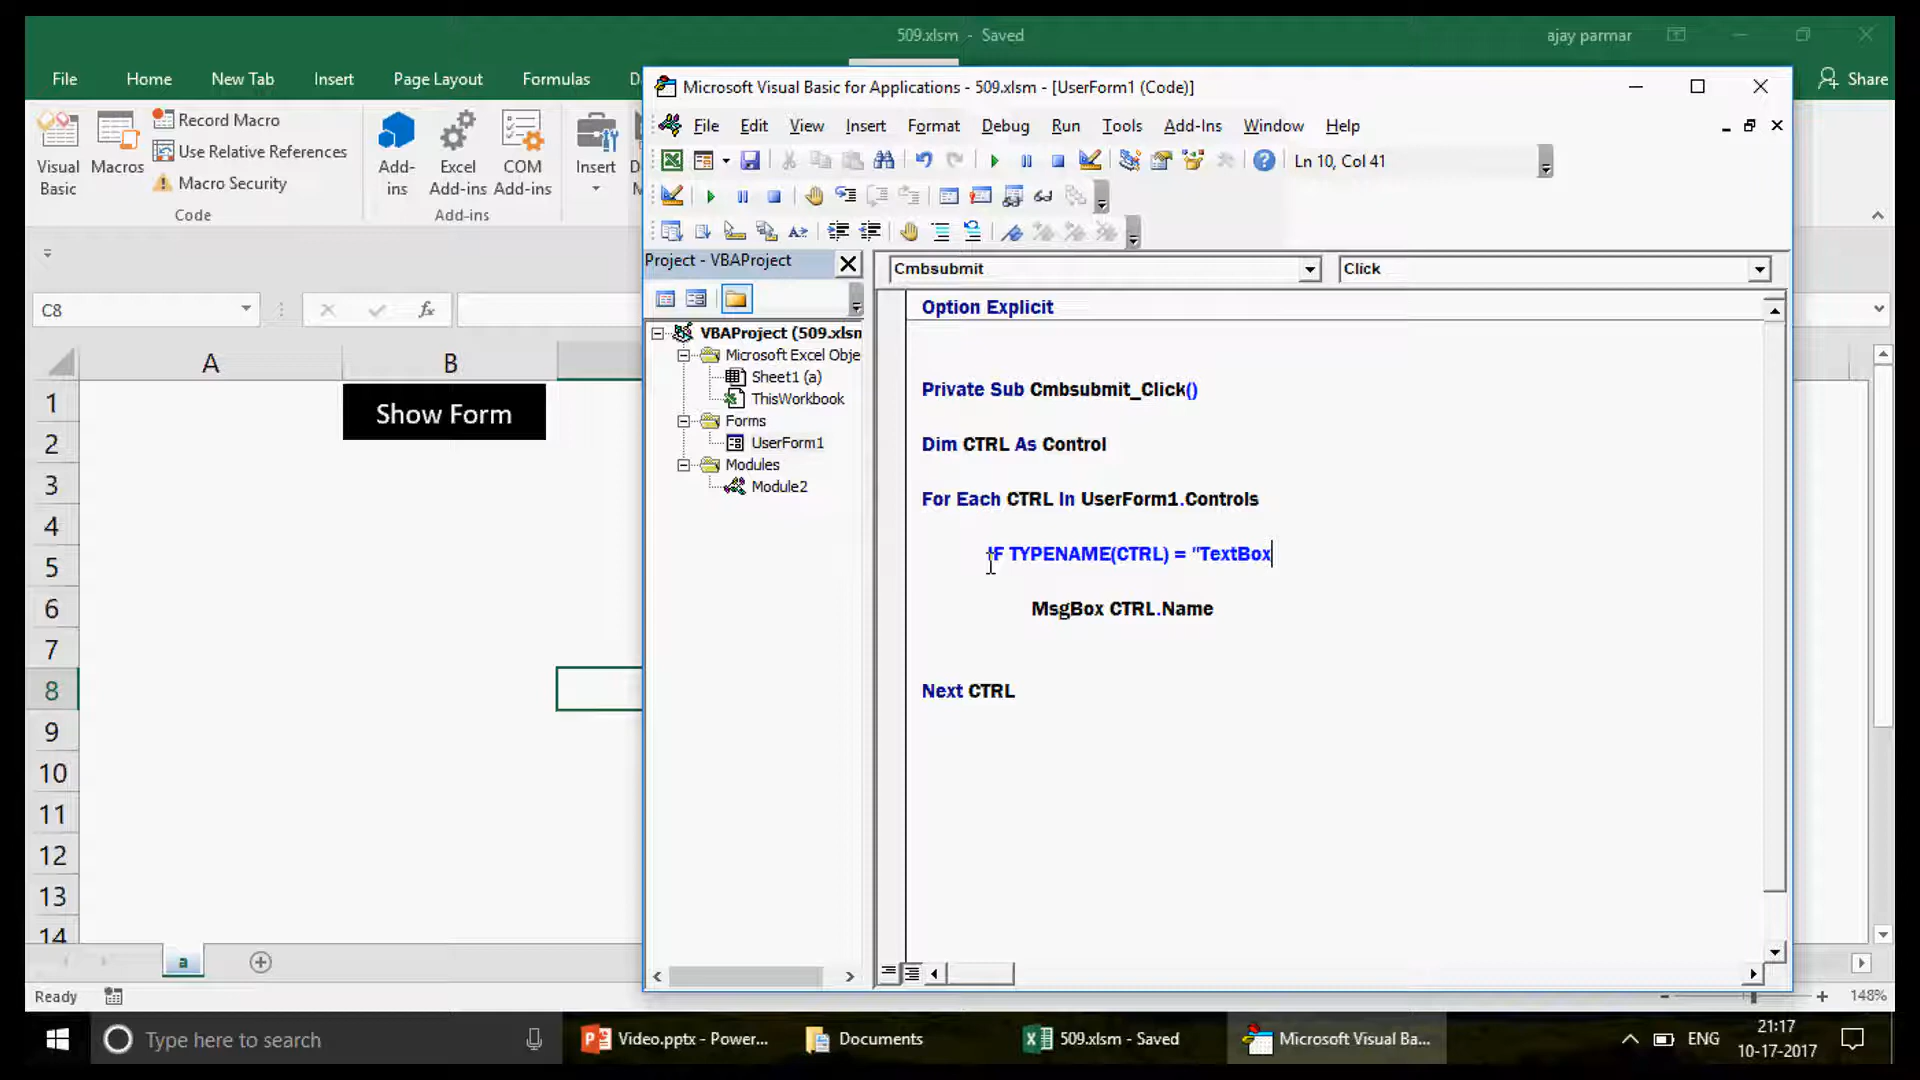 509.xlsm - Saved
ajay parmar
File Home New Tab Insert Page Layout Formulas D
Share
Visual Basic
Macros
Record Macro
Use Relative References
Macro Security
Code
Add-ins
Excel Add-ins
COM Add-ins
Add-ins
Insert
C8
fx
A B
1
2
3
4
5
6
7
8
9
10
11
12
13
14
Show Form
a
Ready
148%
Microsoft Visual Basic for Applications - 509.xlsm - [UserForm1 (Code)]
File Edit View Insert Format Debug Run Tools Add-Ins Window Help
Ln 10, Col 41
Project - VBAProject
VBAProject (509.xlsm
Microsoft Excel Obje
Sheet1 (a)
ThisWorkbook
Forms
UserForm1
Modules
Module2
Cmbsubmit
Click
Option Explicit
Private Sub Cmbsubmit_Click()
Dim CTRL As Control
For Each CTRL In UserForm1.Controls
IF TYPENAME(CTRL) = "TextBox
MsgBox CTRL.Name
Next CTRL
Type here to search
Video.pptx - Power...
Documents
509.xlsm - Saved
Microsoft Visual Ba...
ENG
21:17
10-17-2017